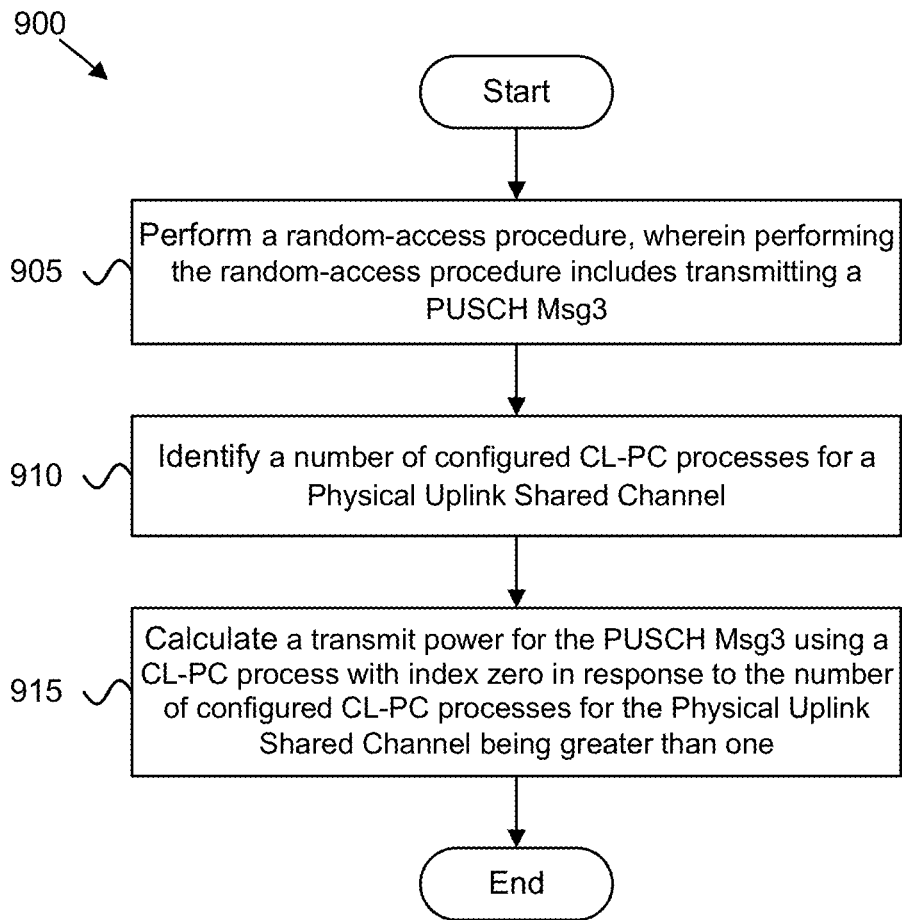 900
Start
905
Perform a random-access procedure, wherein performing
the random-access procedure includes transmitting a
PUSCH Msg3
910
Identify a number of configured CL-PC processes for a
Physical Uplink Shared Channel
915
Calculate a transmit power for the PUSCH Msg3 using a
CL-PC process with index zero in response to the number
of configured CL-PC processes for the Physical Uplink
Shared Channel being greater than one
End